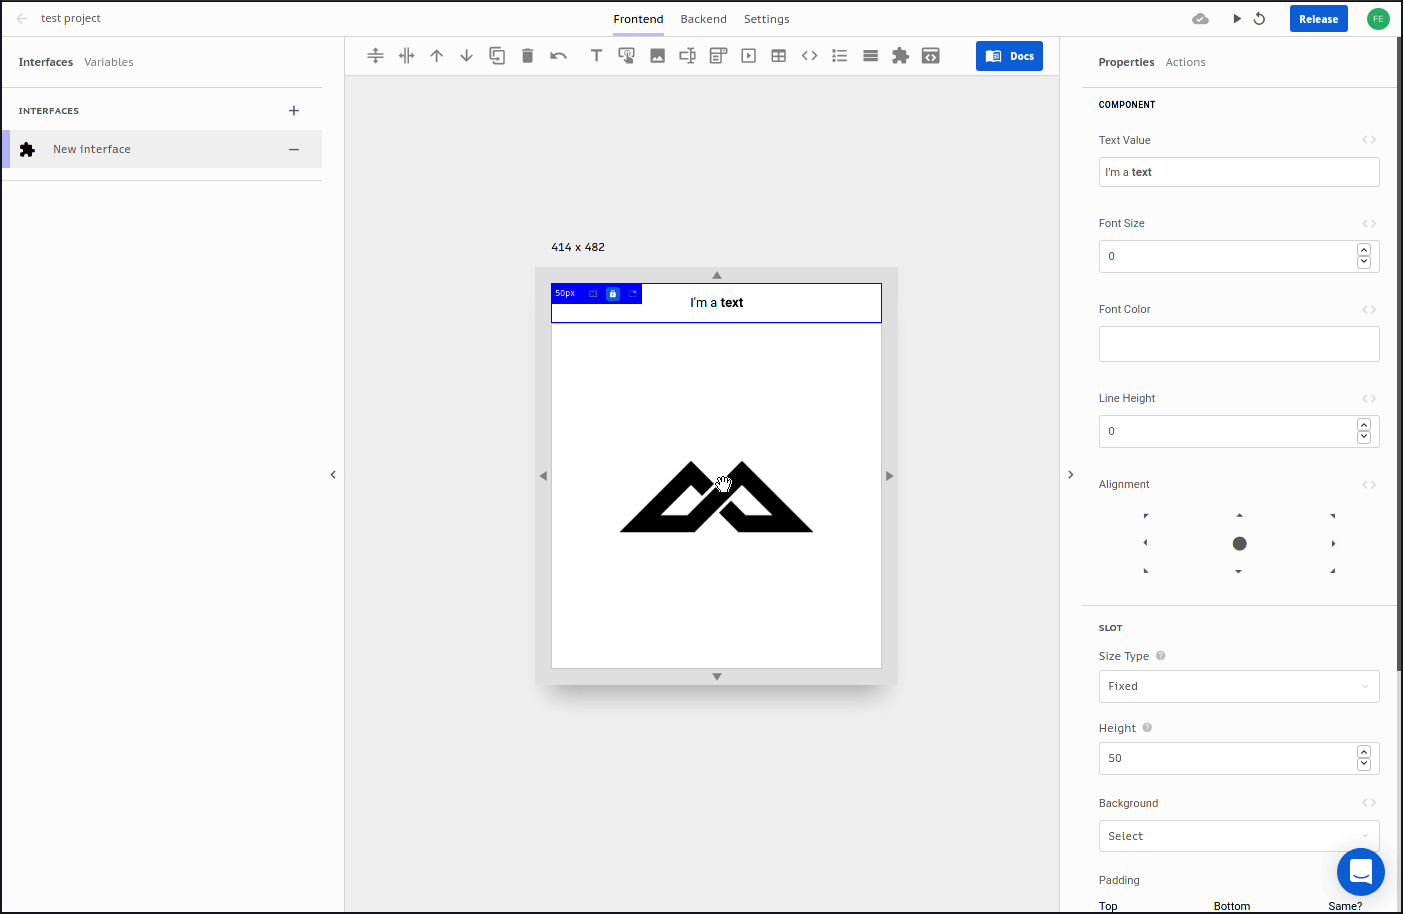 test project
Frontend
Backend
Settings
Release
FE
Interfaces
Variables
Docs
Properties
Actions
INTERFACES
New interface
COMPONENT
Text Value
I'm a text
Font Size
0
Font Color
Line Height
0
Alignment
414 x 482
50px
I'm a text
SLOT
Size Type
Fixed
Height
50
Background
Select
Padding
Top
Bottom
Same?